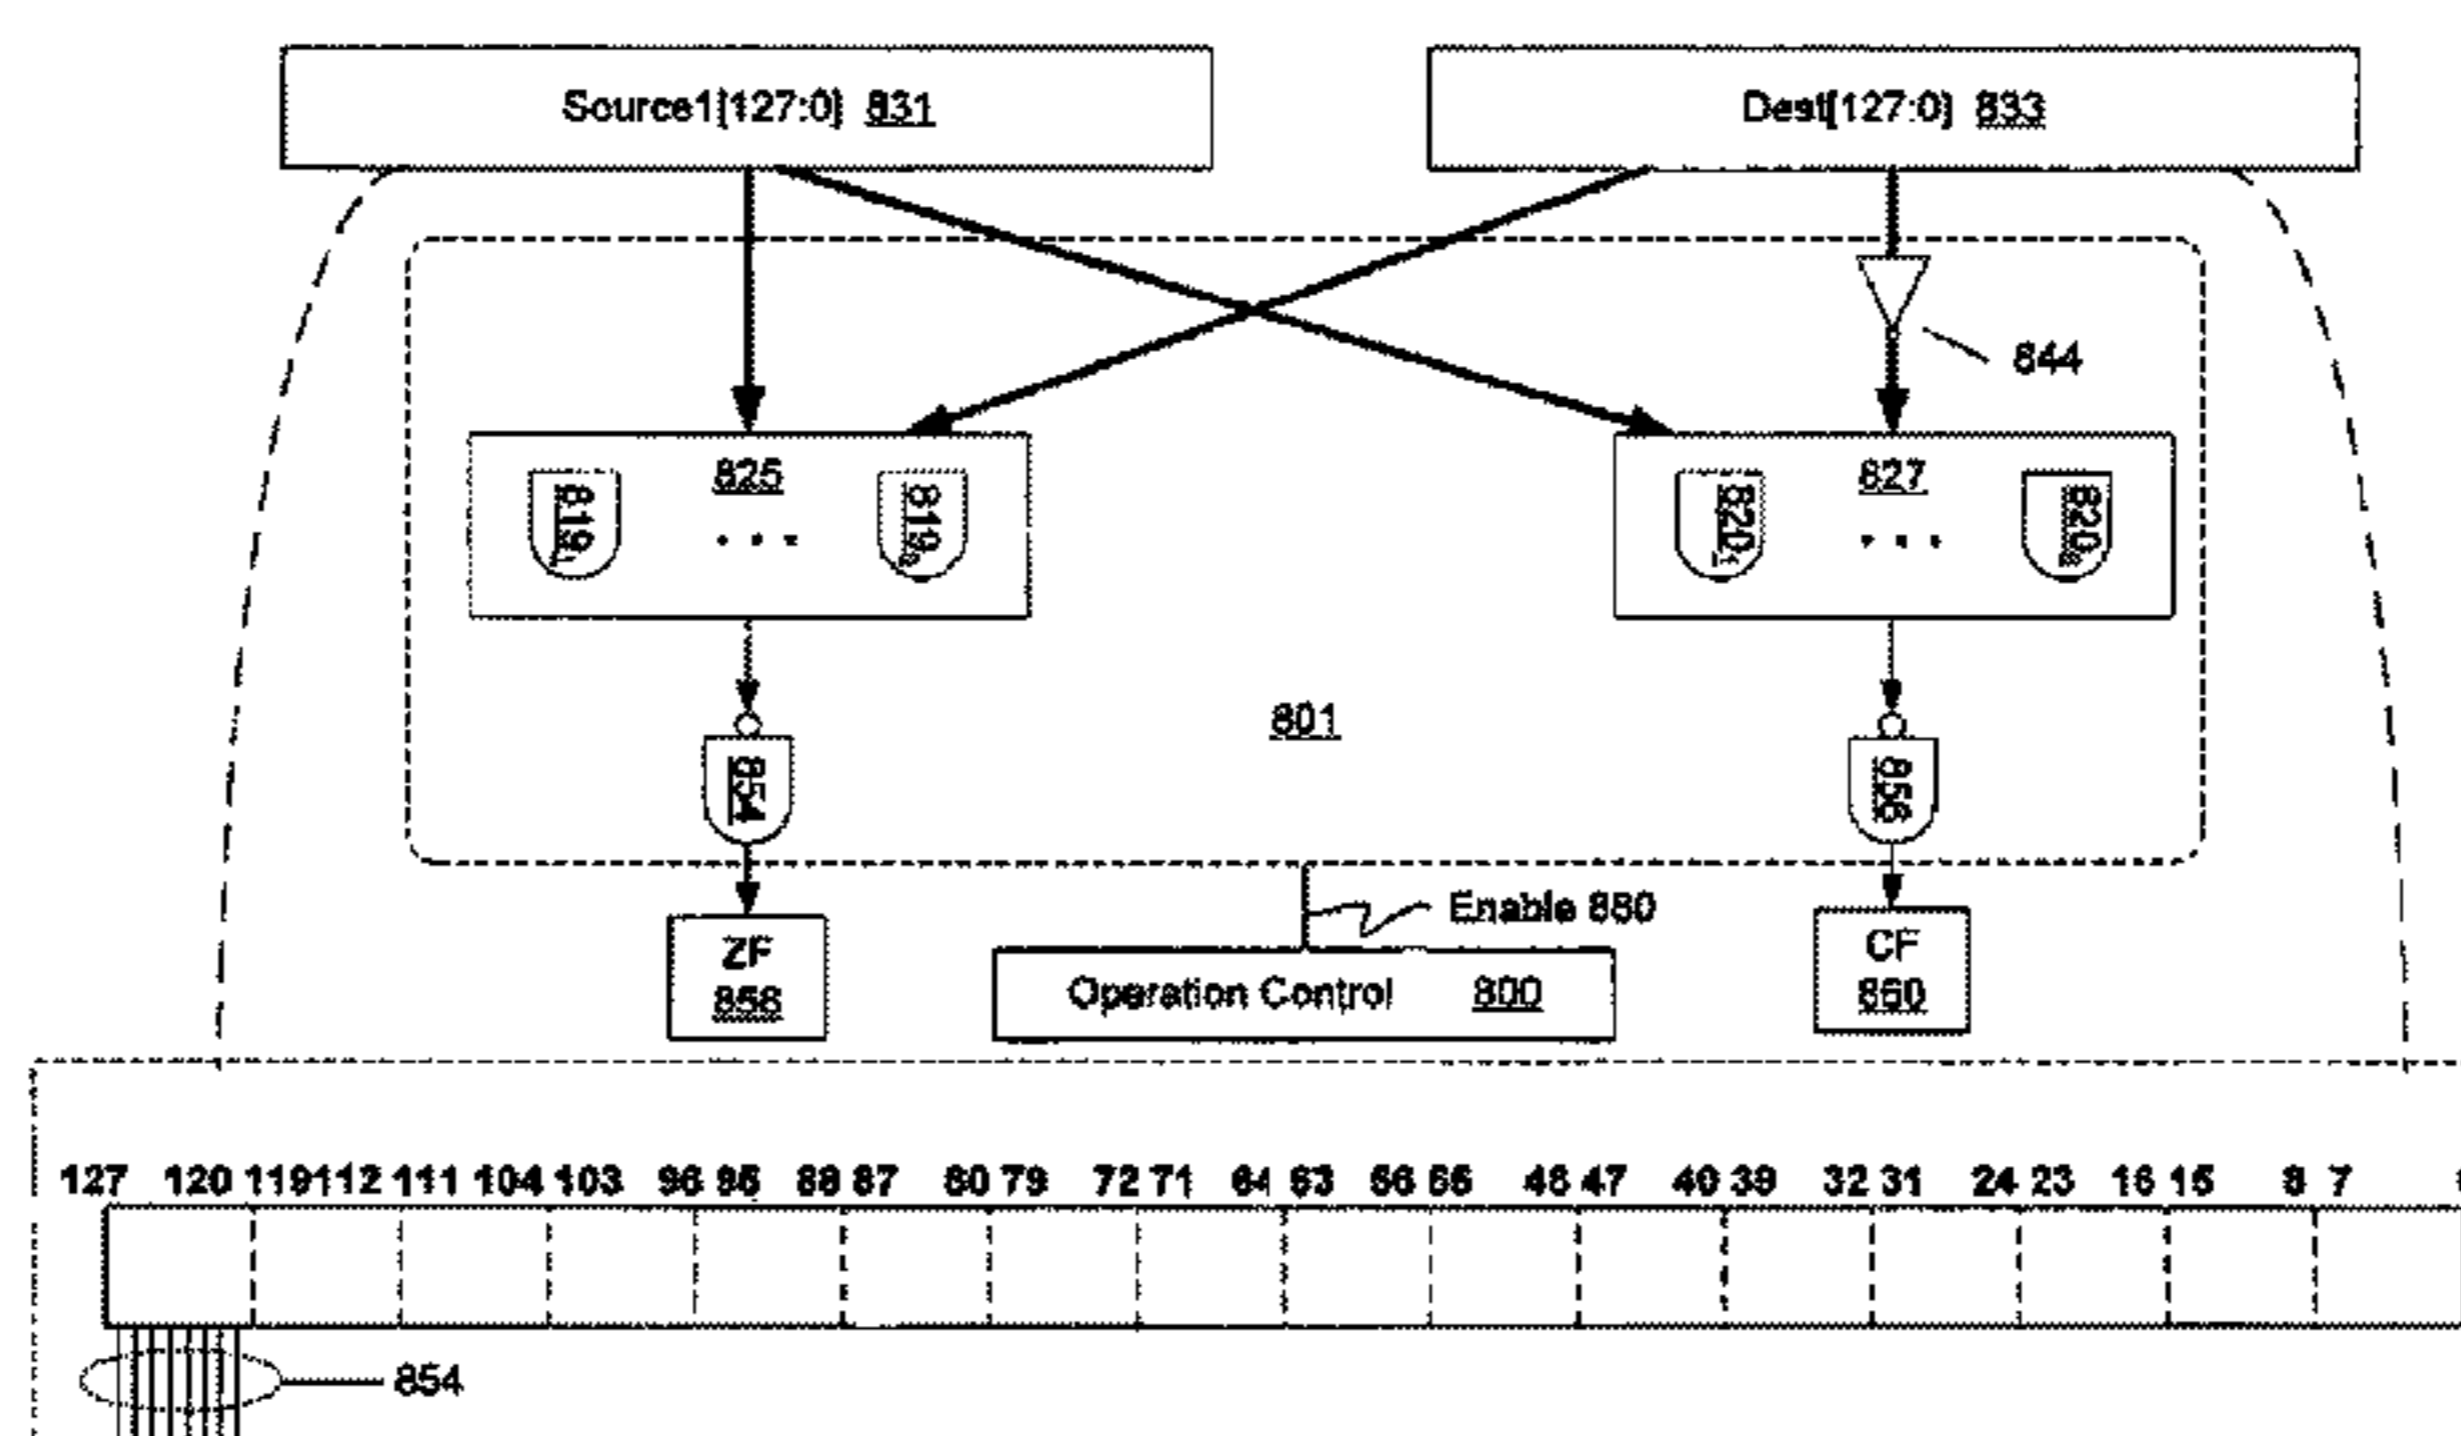 Source1[127:0] 831
Dest[127:0] 833
844
825
827
819₁
819₈
820₁
820₈
801
854
856
Enable 880
ZF
858
Operation Control 800
CF
860
127 120 119 112 111 104 103 96 95 88 87 80 79 72 71 64 63 56 55 48 47 40 39 32 31 24 23 16 15 8 7
854